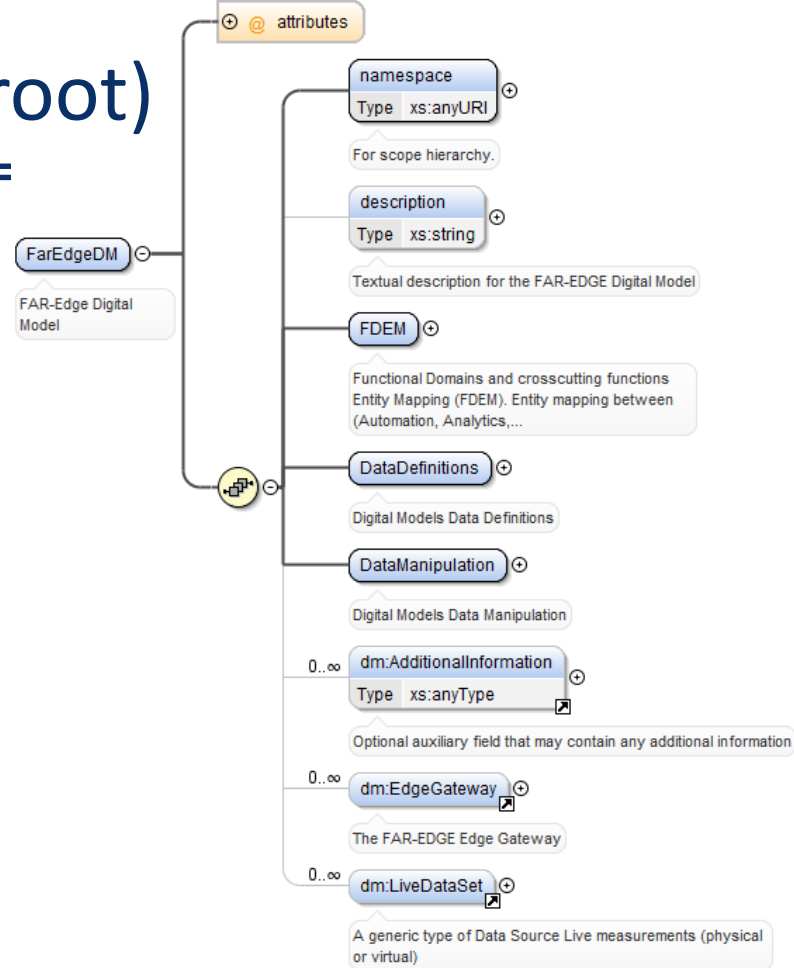 root)
=
@ attributes
FarEdgeDM
FAR-Edge Digital
Model
namespace
Type xs:anyURI
For scope hierarchy.
description
Type xs:string
Textual description for the FAR-EDGE Digital Model
FDEM
Functional Domains and crosscutting functions
Entity Mapping (FDEM). Entity mapping between
(Automation, Analytics,...
DataDefinitions
Digital Models Data Definitions
DataManipulation
Digital Models Data Manipulation
0..∞
dm:AdditionalInformation
Type xs:anyType
Optional auxiliary field that may contain any additional information
0..∞
dm:EdgeGateway
The FAR-EDGE Edge Gateway
0..∞
dm:LiveDataSet
A generic type of Data Source Live measurements (physical
or virtual)